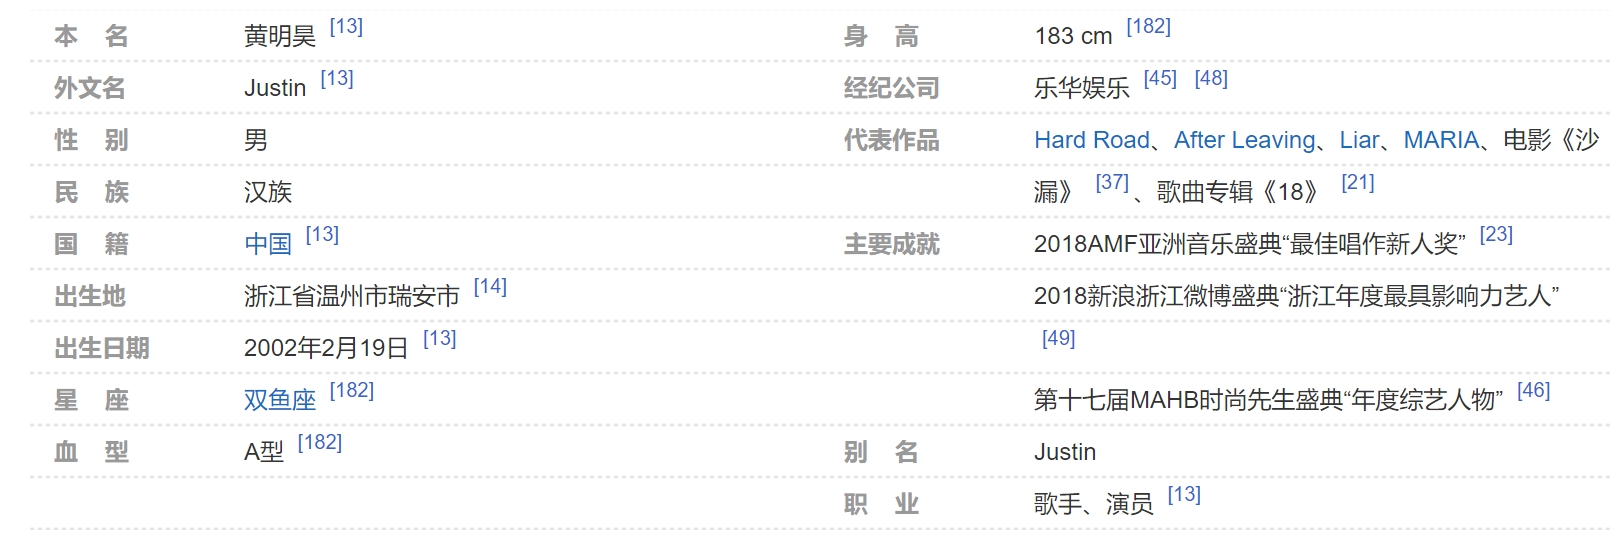 本 名 黄明昊 [13]
外文名 Justin [13]
性 别 男
民 族 汉族
国 籍 中国 [13]
出生地 浙江省温州市瑞安市 [14]
出生日期 2002年2月19日 [13]
星 座 双鱼座 [182]
血 型 A型 [182]
身 高 183 cm [182]
经纪公司 乐华娱乐 [45] [48]
代表作品 Hard Road、After Leaving、Liar、MARIA、电影《沙
漏》 [37] 、歌曲专辑《18》 [21]
主要成就 2018AMF亚洲音乐盛典“最佳唱作新人奖” [23]
2018新浪浙江微博盛典“浙江年度最具影响力艺人”
[49]
第十七届MAHB时尚先生盛典“年度综艺人物” [46]
别 名 Justin
职 业 歌手、演员 [13]